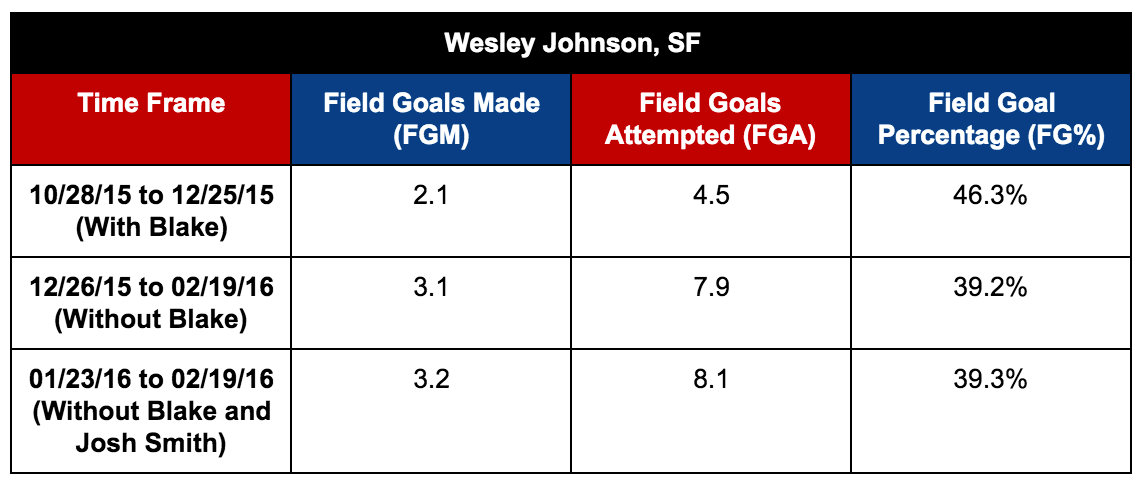 Wesley Johnson, SF
Time Frame
Field Goals Made
(FGM)
Field Goals
Attempted (FGA)
Field Goal
Percentage (FG%)
10/28/15 to 12/25/15
(With Blake)
2.1
4.5
46.3%
12/26/15 to 02/19/16
(Without Blake)
3.1
7.9
39.2%
01/23/16 to 02/19/16
(Without Blake and
Josh Smith)
3.2
8.1
39.3%